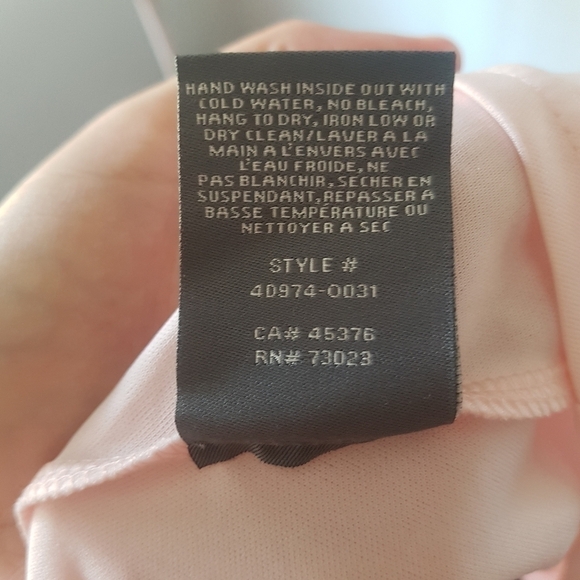 HAND WASH INSIDE OUT WITH
COLD WATER, NO BLEACH,
HANG TO DRY, IRON LOW OR
DRY CLEAN/LAVER A LA
MAIN A L'ENVERS AVEC
L'EAU FROIDE, NE
PAS BLANCHIR, SECHER EN
SUSPENDANT, REPASSER À
BASSE TEMPÉRATURE OU
NETTOYER A SEC
STYLE #
40974-0031
CA# 45376
RN# 73023